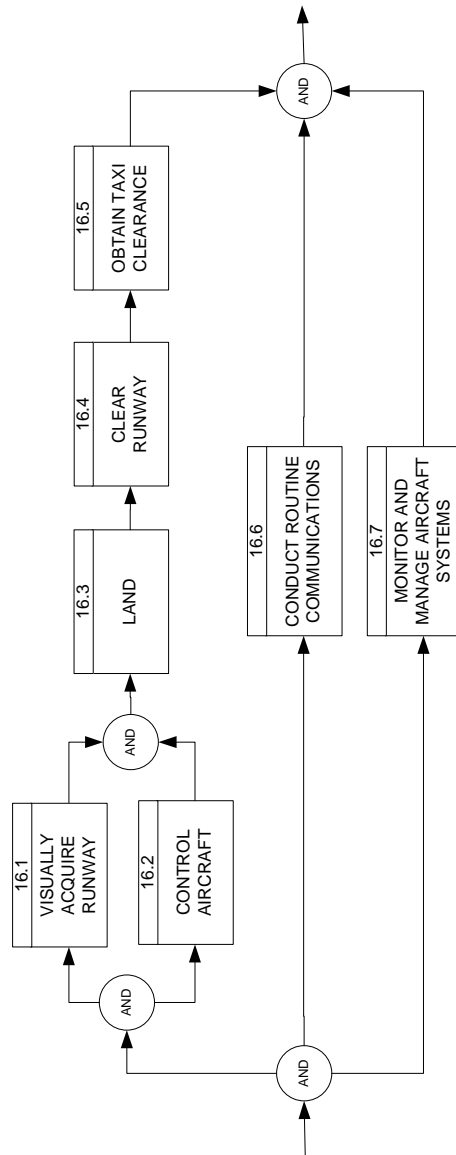 AND
AND
16.1
VISUALLY
ACQUIRE
RUNWAY
16.2
CONTROL
AIRCRAFT
AND
16.3
LAND
16.4
CLEAR
RUNWAY
16.5
OBTAIN TAXI
CLEARANCE
16.6
CONDUCT ROUTINE
COMMUNICATIONS
16.7
MONITOR AND
MANAGE AIRCRAFT
SYSTEMS
AND